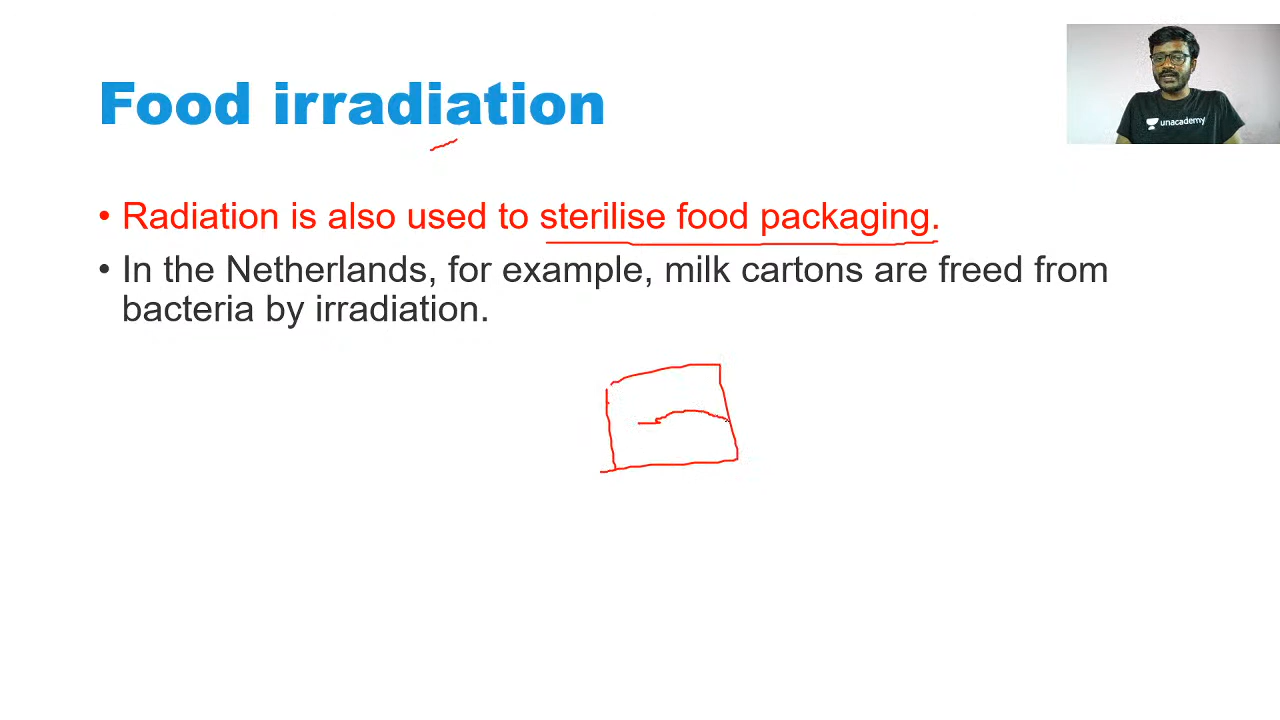 Food irradiation
unacademy
• Radiation is also used to sterilise food packaging.
• In the Netherlands, for example, milk cartons are freed from
bacteria by irradiation.